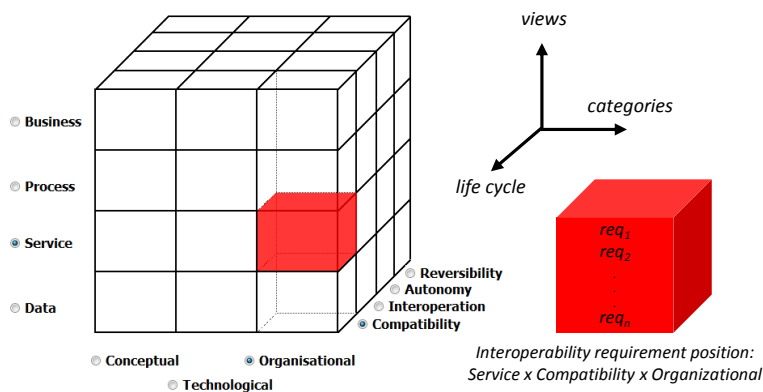 views
categories
life cycle
Business
Process
Service
Data
Reversibility
Autonomy
Interoperation
Compatibility
Conceptual
Organisational
Technological
req1
req2
.
.
.
reqn
Interoperability requirement position:
Service x Compatibility x Organizational